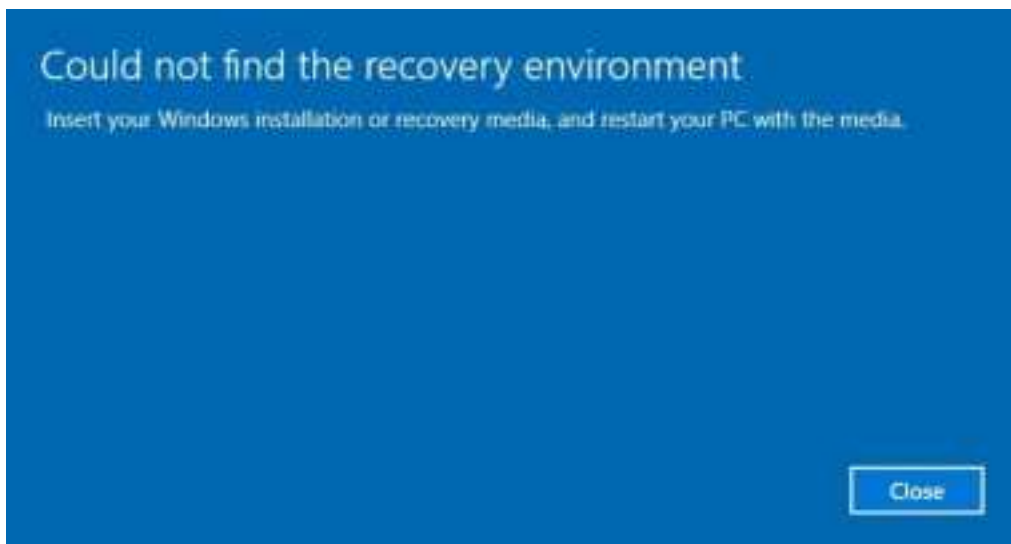 Could not find the recovery environment
Insert your Windows installation or recovery media, and restart your PC with the media.
Close